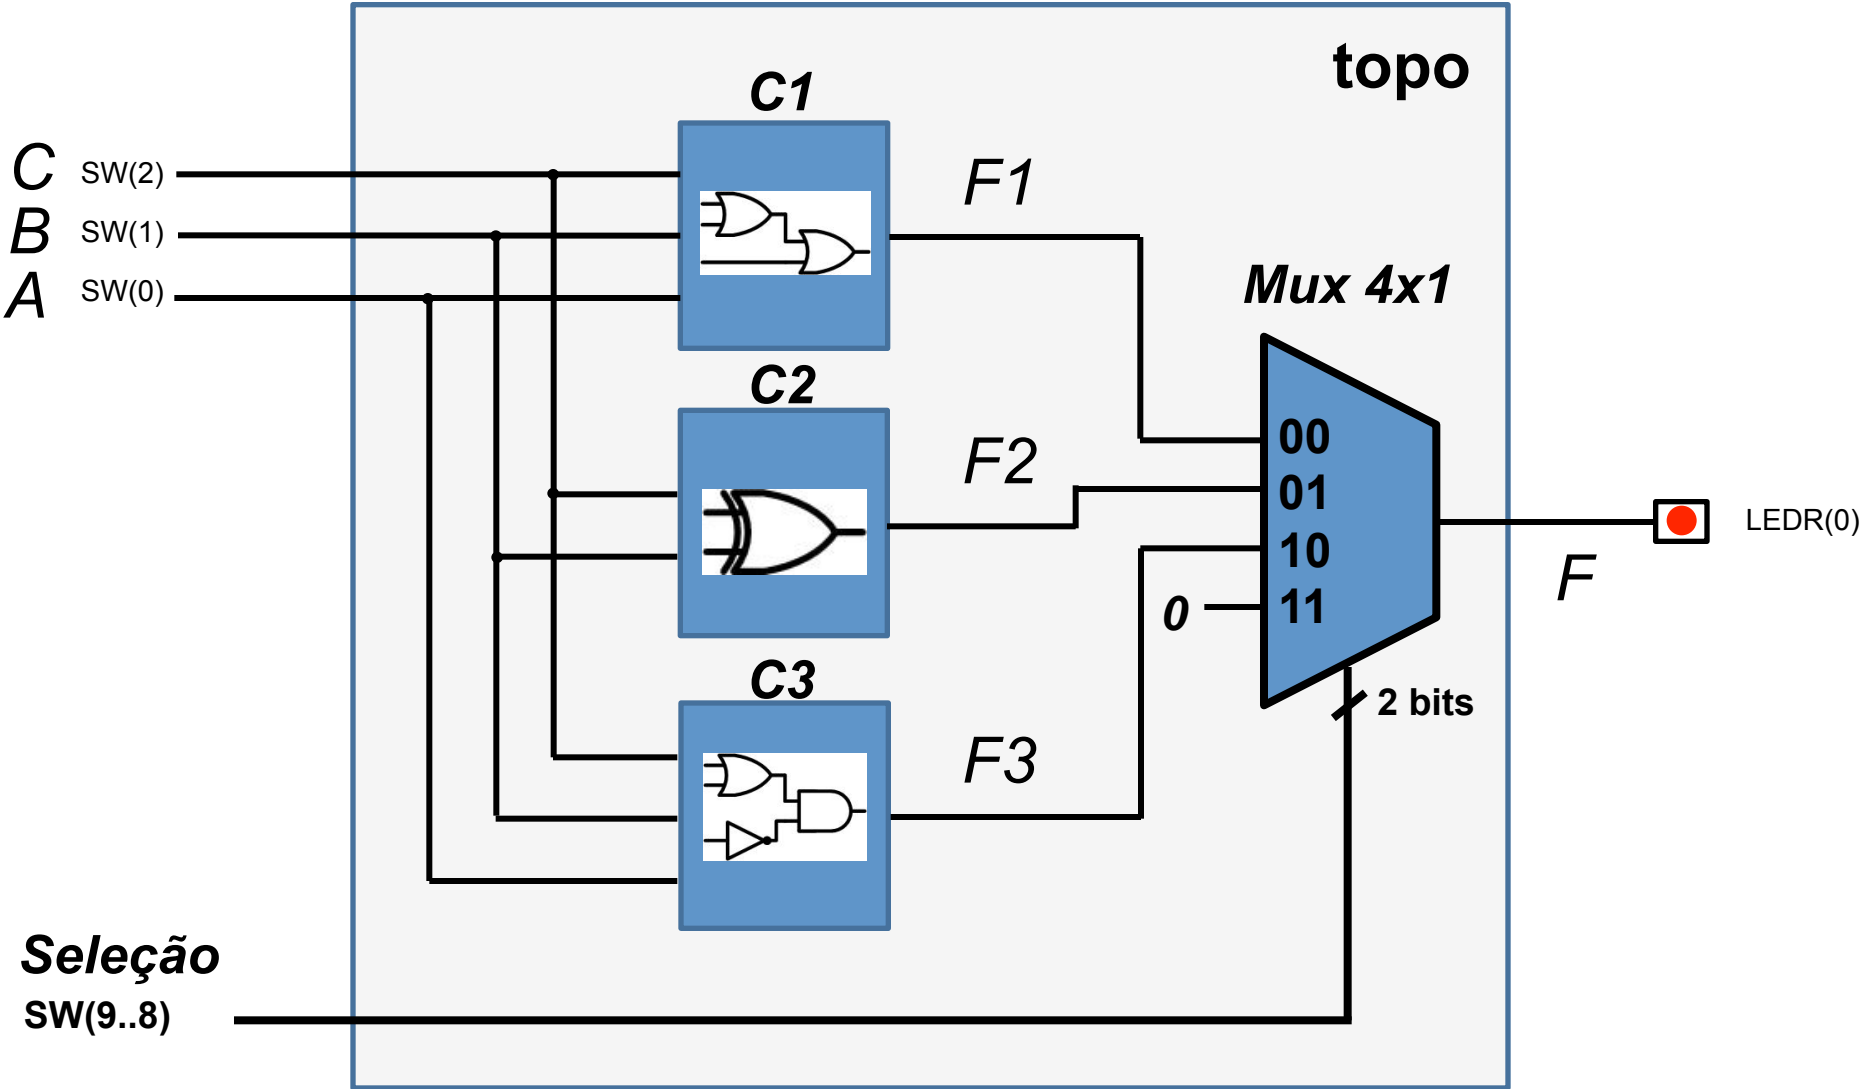 topo
C1
C SW(2)
F1
B SW(1)
A SW(0)
Mux 4x1
C2
F2
00
01
10
11
0
LEDR(0)
F
C3
2 bits
F3
Seleção
SW(9..8)